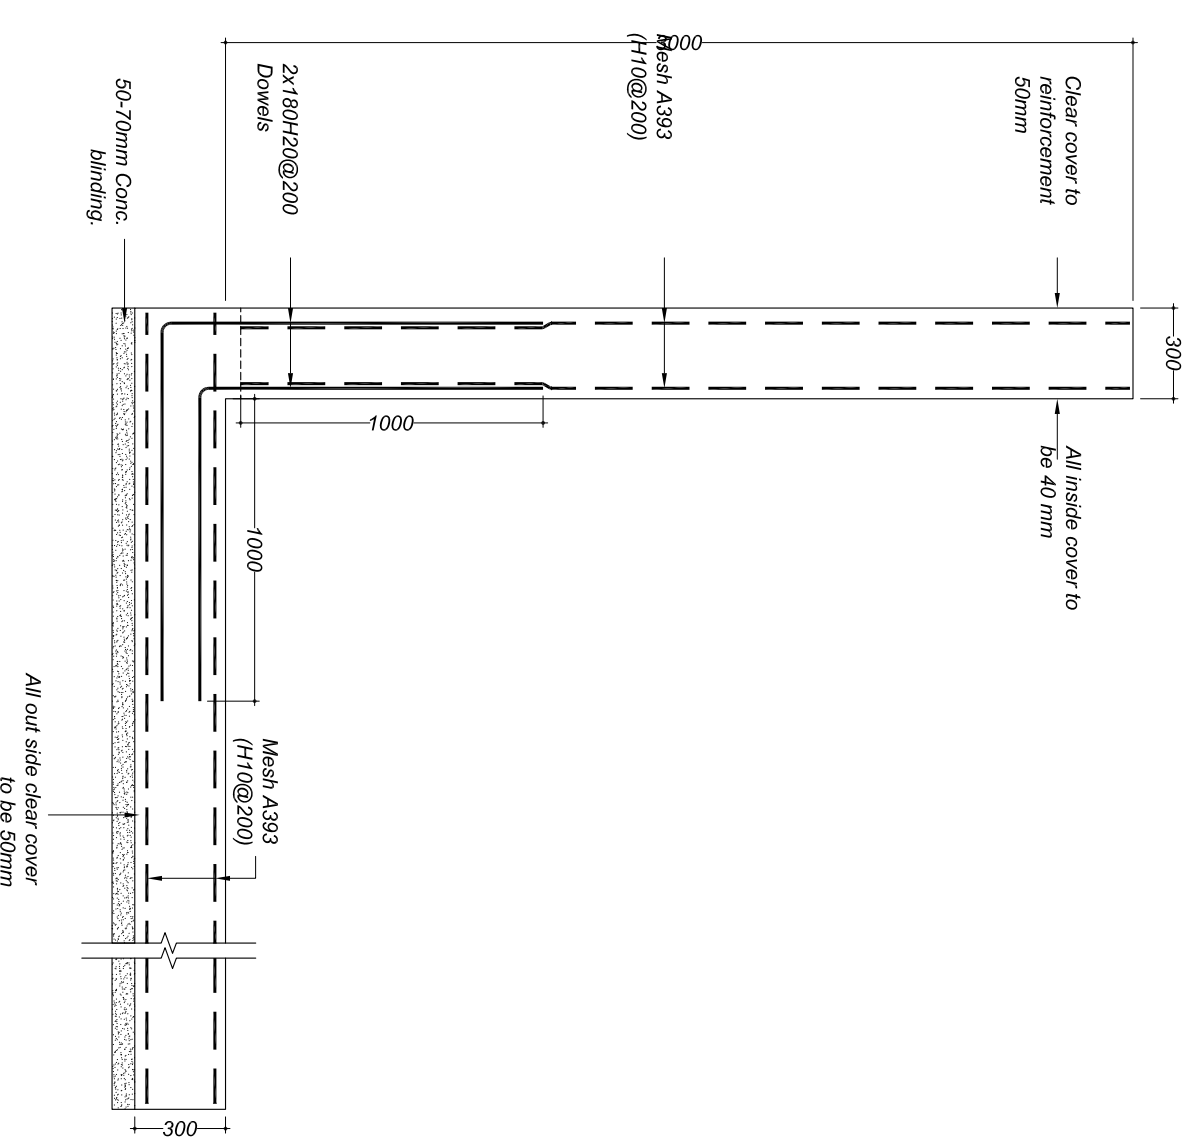 300
Clear cover to
reinforcement
50mm
All inside cover to
be 40 mm
3000
Mesh A393
(H10@200)
2x180H20@200
Dowels
1000
1000
Mesh A393
(H10@200)
300
50-70mm Conc.
blinding.
All out side clear cover
to be 50mm